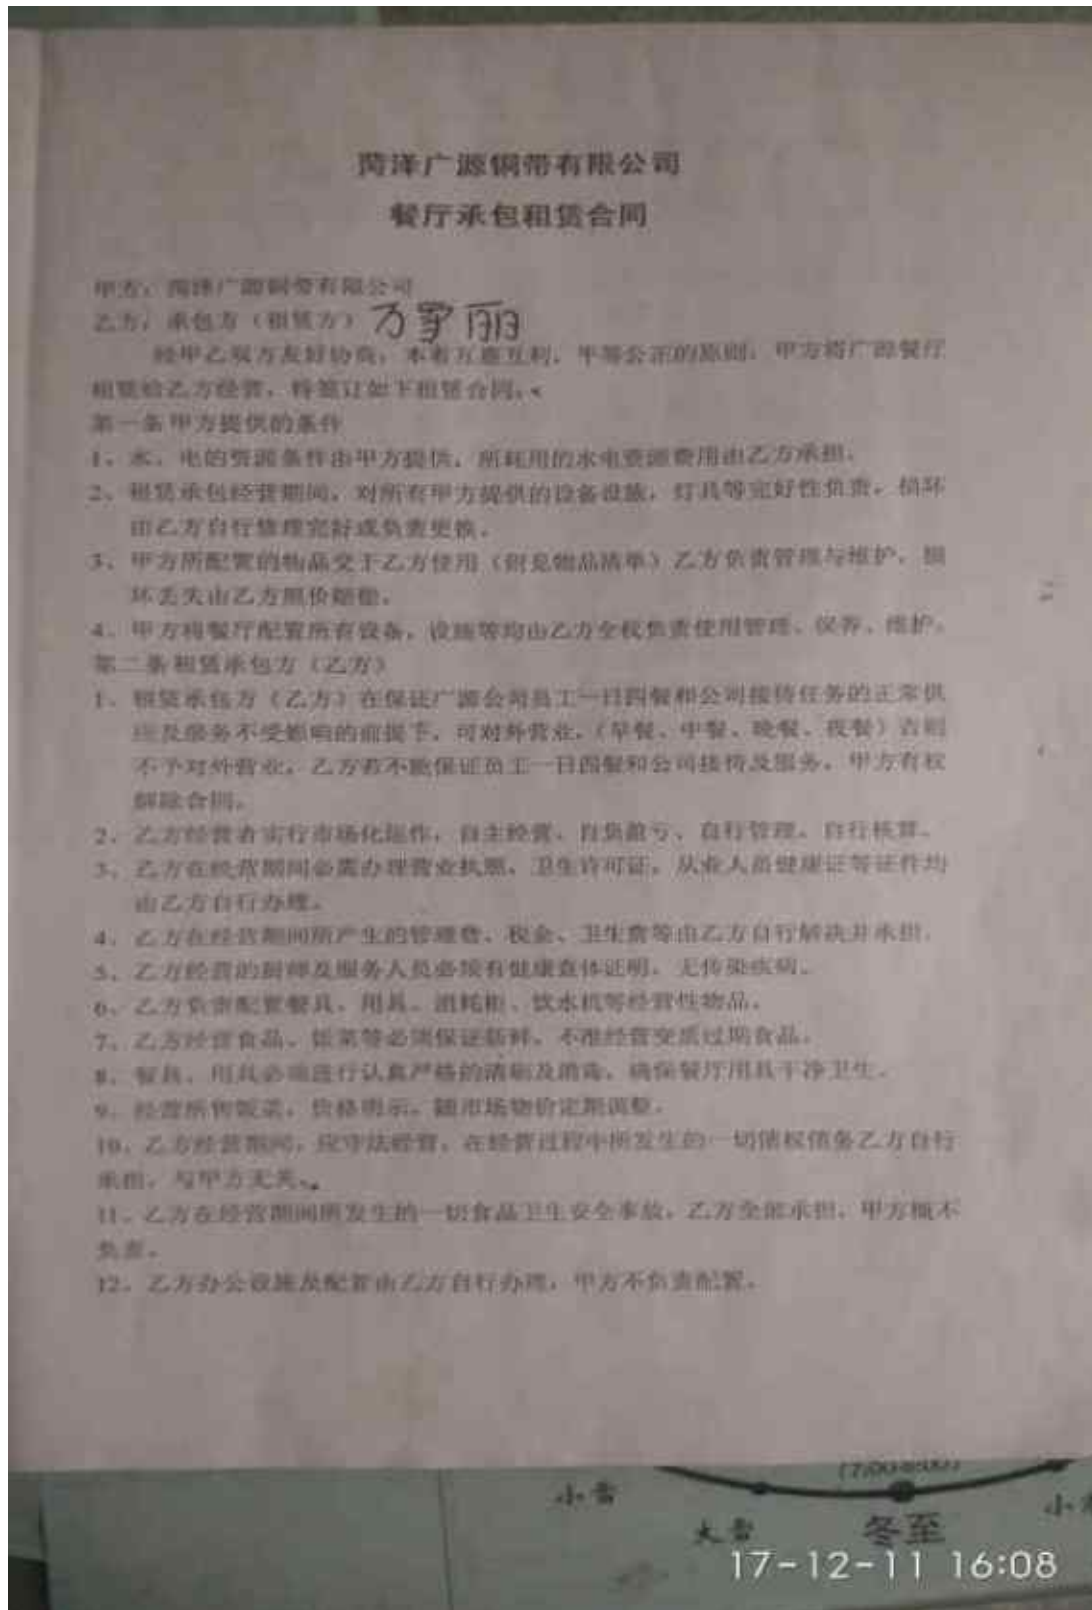 菏泽广源铜带有限公司
餐厅承包租赁合同
甲方：菏泽广源铜带有限公司
乙方：承包方（租赁方）万 丽
经甲乙双方友好协商，本着互惠互利，平等公正的原则，甲方将广源餐厅
租赁给乙方经营，特签订如下租赁合同。
第一条 甲方提供的条件
1、水、电的资源条件由甲方提供，所耗用的水电资源费用由乙方承担。
2、租赁承包经营期间，对所有甲方提供的设备设施，灯具等完好性负责，损坏
由乙方自行修理完好或负责更换。
3、甲方所配置的物品交于乙方使用（附见物品清单）乙方负责管理与维护，损
坏丢失由乙方照价赔偿。
4、甲方将餐厅配置所有设备，设施等均由乙方全权负责使用管理、保养、维护。
第二条 租赁承包方（乙方）
1、租赁承包方（乙方）在保证广源公司员工一日四餐和公司接待任务的正常供
应及服务不受影响的前提下，可对外营业，（早餐、中餐、晚餐、夜餐）否则
不予对外营业。乙方若不能保证员工一日四餐和公司接待及服务，甲方有权
解除合同。
2、乙方经营者实行市场化运作，自主经营、自负盈亏、自行管理、自行核算。
3、乙方在经营期间必需办理营业执照、卫生许可证，从业人员健康证等证件均
由乙方自行办理。
4、乙方在经营期间所产生的管理费、税金、卫生费等由乙方自行解决并承担。
5、乙方经营的厨师及服务人员必须有健康查体证明，无传染疾病。
6、乙方负责配置餐具、用具、消耗柜、饮水机等经营性物品。
7、乙方经营食品、饭菜等必须保证新鲜，不准经营变质过期食品。
8、餐具、用具必须进行认真严格的清刷及消毒，确保餐厅用具干净卫生。
9、经营所售饭菜，价格明示，随市场物价定期调整。
10、乙方经营期间，应守法经营，在经营过程中所发生的一切债权债务乙方自行
承担，与甲方无关。
11、乙方在经营期间所发生的一切食品卫生安全事故，乙方全部承担，甲方概不
负责。
12、乙方办公设施及配置由乙方自行办理，甲方不负责配置。
小雪
大雪
冬至
小
17-12-11 16:08